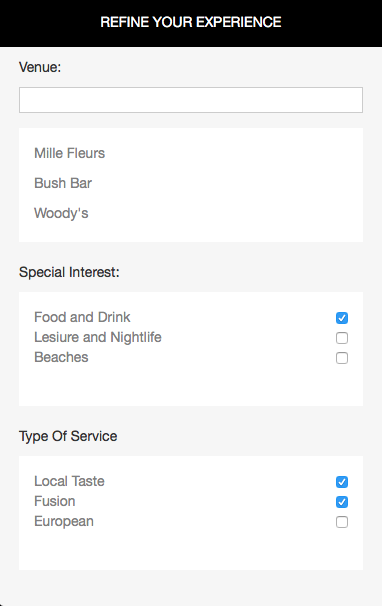 REFINE YOUR EXPERIENCE
Venue:
Mille Fleurs
Bush Bar
Woody's
Special Interest:
Food and Drink
Lesiure and Nightlife
Beaches
Type Of Service
Local Taste
Fusion
European